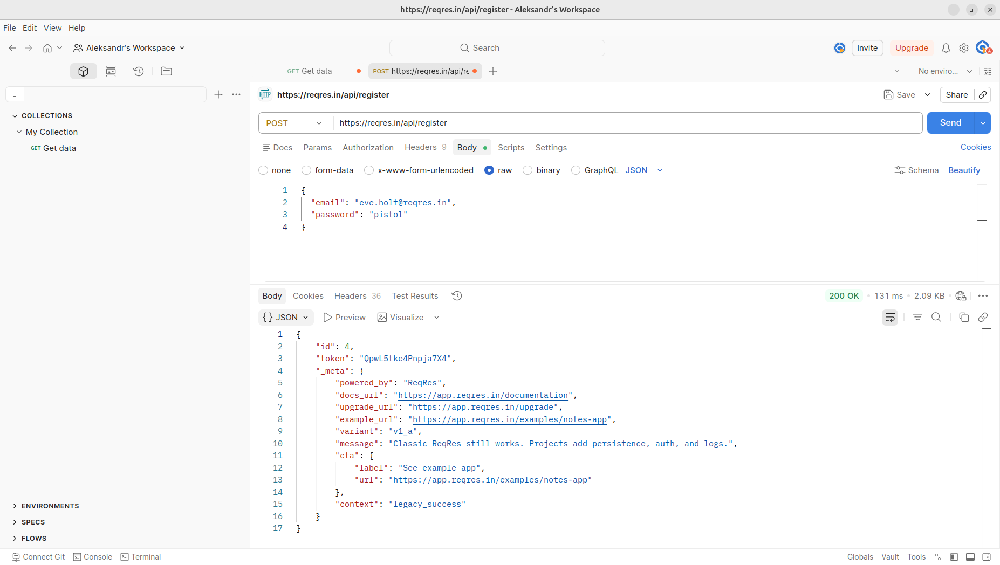 https://reqres.in/api/register - Aleksandr's Workspace
File Edit View Help
Aleksandr's Workspace
Search
Invite
Upgrade
A
GET Get data
POST https://reqres.in/api/re
No enviro...
COLLECTIONS
My Collection
GET Get data
HTTP https://reqres.in/api/register
Save
Share
POST https://reqres.in/api/register
Send
Docs Params Authorization Headers 9 Body Scripts Settings
Cookies
none form-data x-www-form-urlencoded raw binary GraphQL JSON
Schema Beautify
1 {
2 "email": "eve.holt@reqres.in",
3 "password": "pistol"
4 }
Body Cookies Headers 36 Test Results
200 OK • 131 ms • 2.09 KB •
{} JSON Preview Visualize
1 {
2 "id": 4,
3 "token": "QpwL5tke4Pnpja7X4",
4 "_meta": {
5 "powered_by": "ReqRes",
6 "docs_url": "https://app.reqres.in/documentation",
7 "upgrade_url": "https://app.reqres.in/upgrade",
8 "example_url": "https://app.reqres.in/examples/notes-app",
9 "variant": "v1_a",
10 "message": "Classic ReqRes still works. Projects add persistence, auth, and logs.",
11 "cta": {
12 "label": "See example app",
13 "url": "https://app.reqres.in/examples/notes-app"
14 },
15 "context": "legacy_success"
16 }
17 }
ENVIRONMENTS
SPECS
FLOWS
Connect Git Console Terminal
Globals Vault Tools